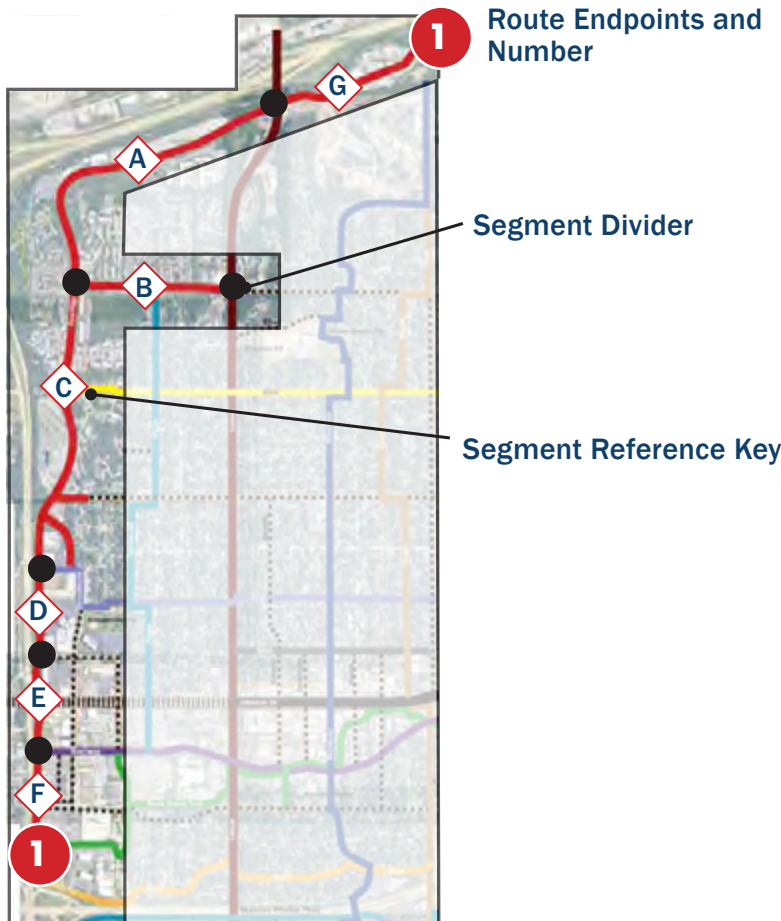 1
Route Endpoints and
Number
G
A
Segment Divider
B
C
Segment Reference Key
D
E
F
1